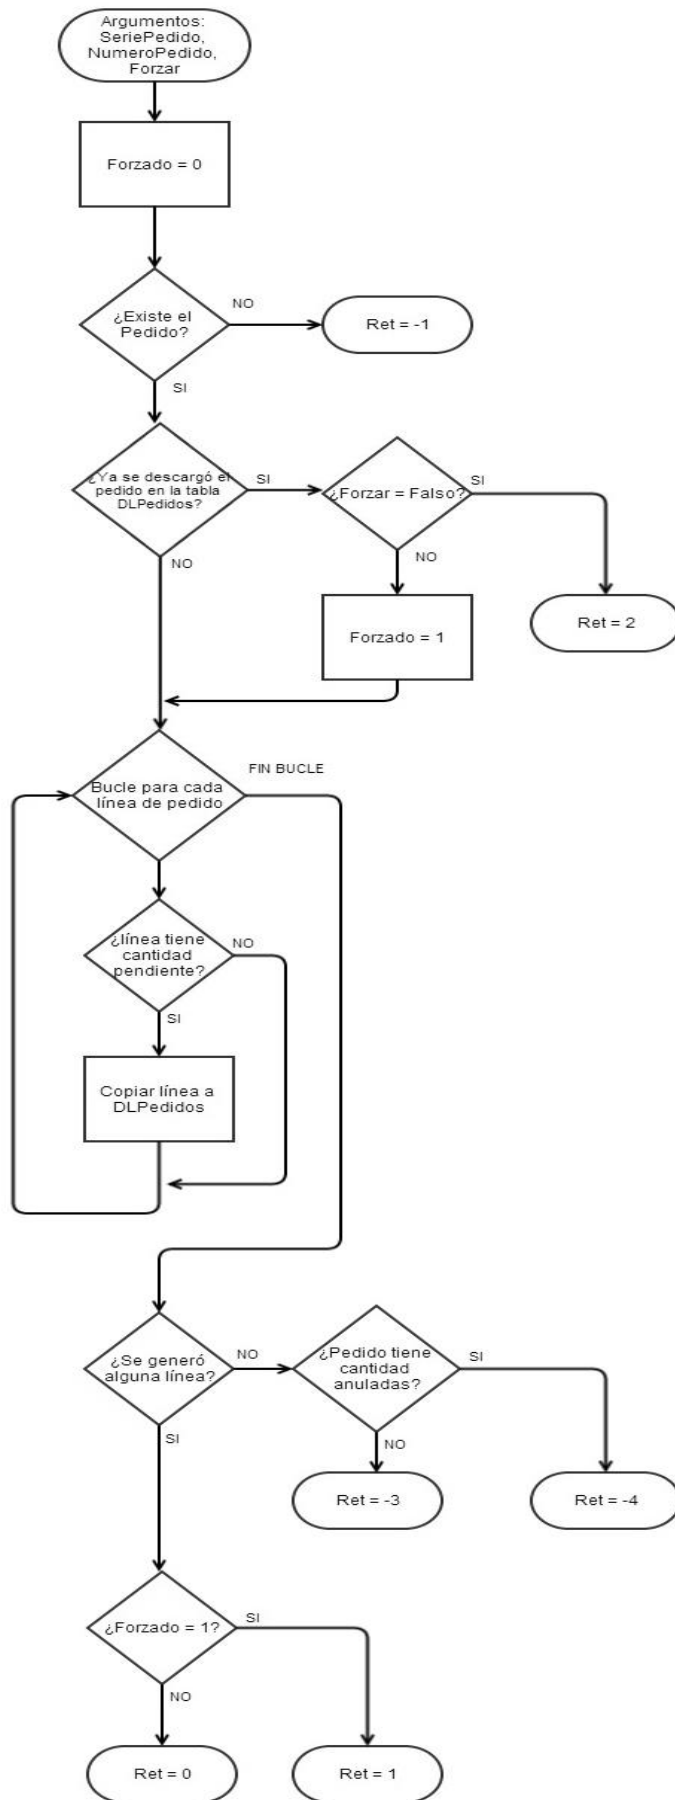 Argumentos:
SeriePedido,
NumeroPedido,
Forzar
Forzado = 0
¿Existe el
Pedido?
NO
Ret = -1
SI
¿Ya se descargó el
pedido en la tabla
DLPedidos?
SI
¿Forzar = Falso?
SI
NO
NO
Forzado = 1
Ret = 2
Bucle para cada
línea de pedido
FIN BUCLE
¿línea tiene
cantidad
pendiente?
NO
SI
Copiar línea a
DLPedidos
¿Se generó
alguna línea?
NO
¿Pedido tiene
cantidad
anuladas?
SI
SI
NO
Ret = -3
Ret = -4
¿Forzado = 1?
SI
NO
Ret = 0
Ret = 1